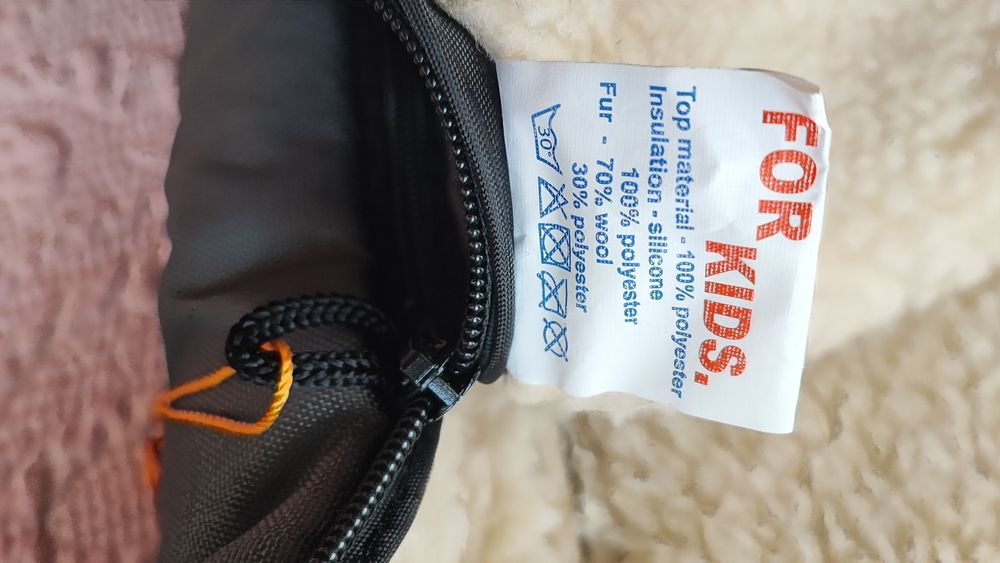 FOR KIDS.
Top material - 100% polyester
Insulation - silicone
100% polyester
Fur - 70% wool
30% polyester
30°